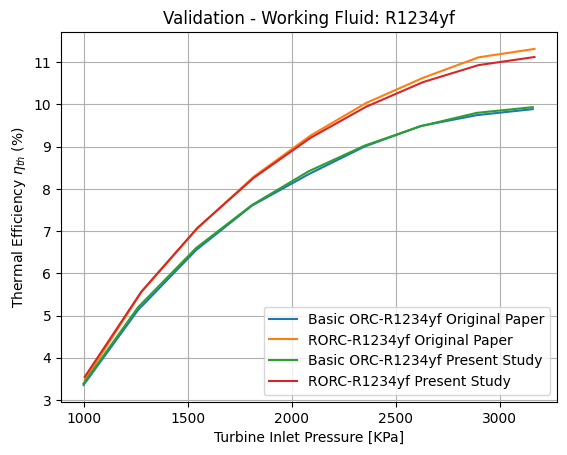 Validation - Working Fluid: R1234yf
Thermal Efficiency η_th (%)
11
10
9
8
7
6
5
4
3
Basic ORC-R1234yf Original Paper
RORC-R1234yf Original Paper
Basic ORC-R1234yf Present Study
RORC-R1234yf Present Study
1000 1500 2000 2500 3000
Turbine Inlet Pressure [KPa]